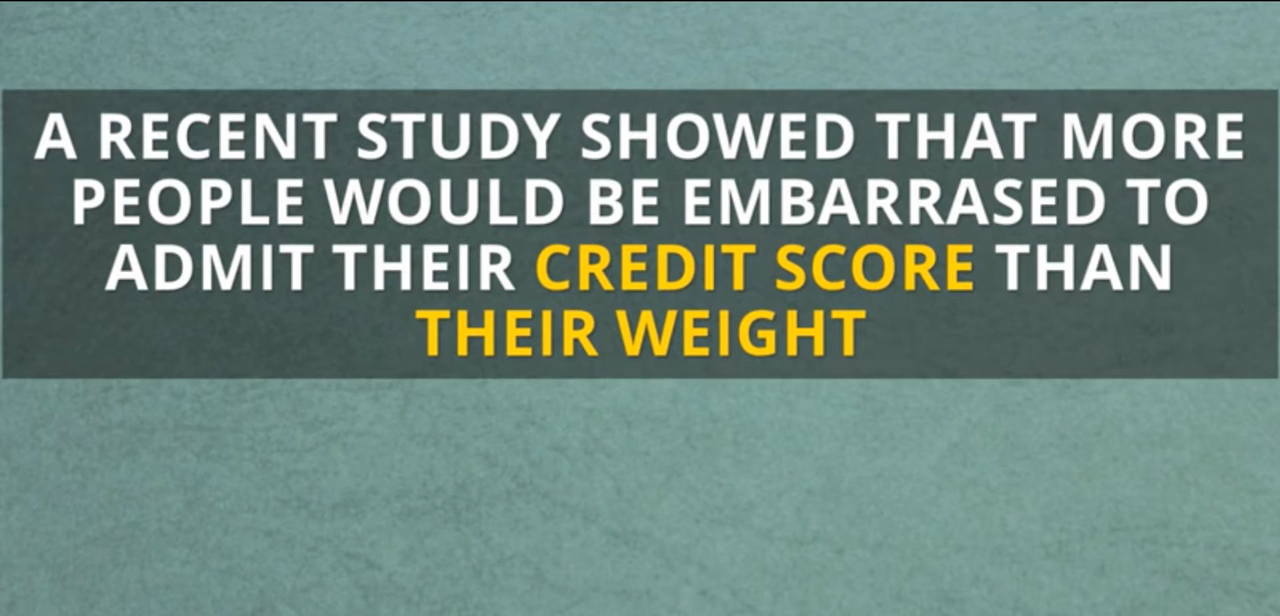 A RECENT STUDY SHOWED THAT MORE
PEOPLE WOULD BE EMBARRASED TO
ADMIT THEIR CREDIT SCORE THAN
THEIR WEIGHT